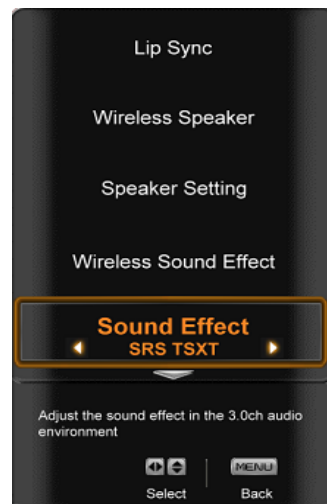 Lip Sync
Wireless Speaker
Speaker Setting
Wireless Sound Effect
Sound Effect
SRS TSXT
Adjust the sound effect in the 3.0ch audio
environment
MENU
Select Back